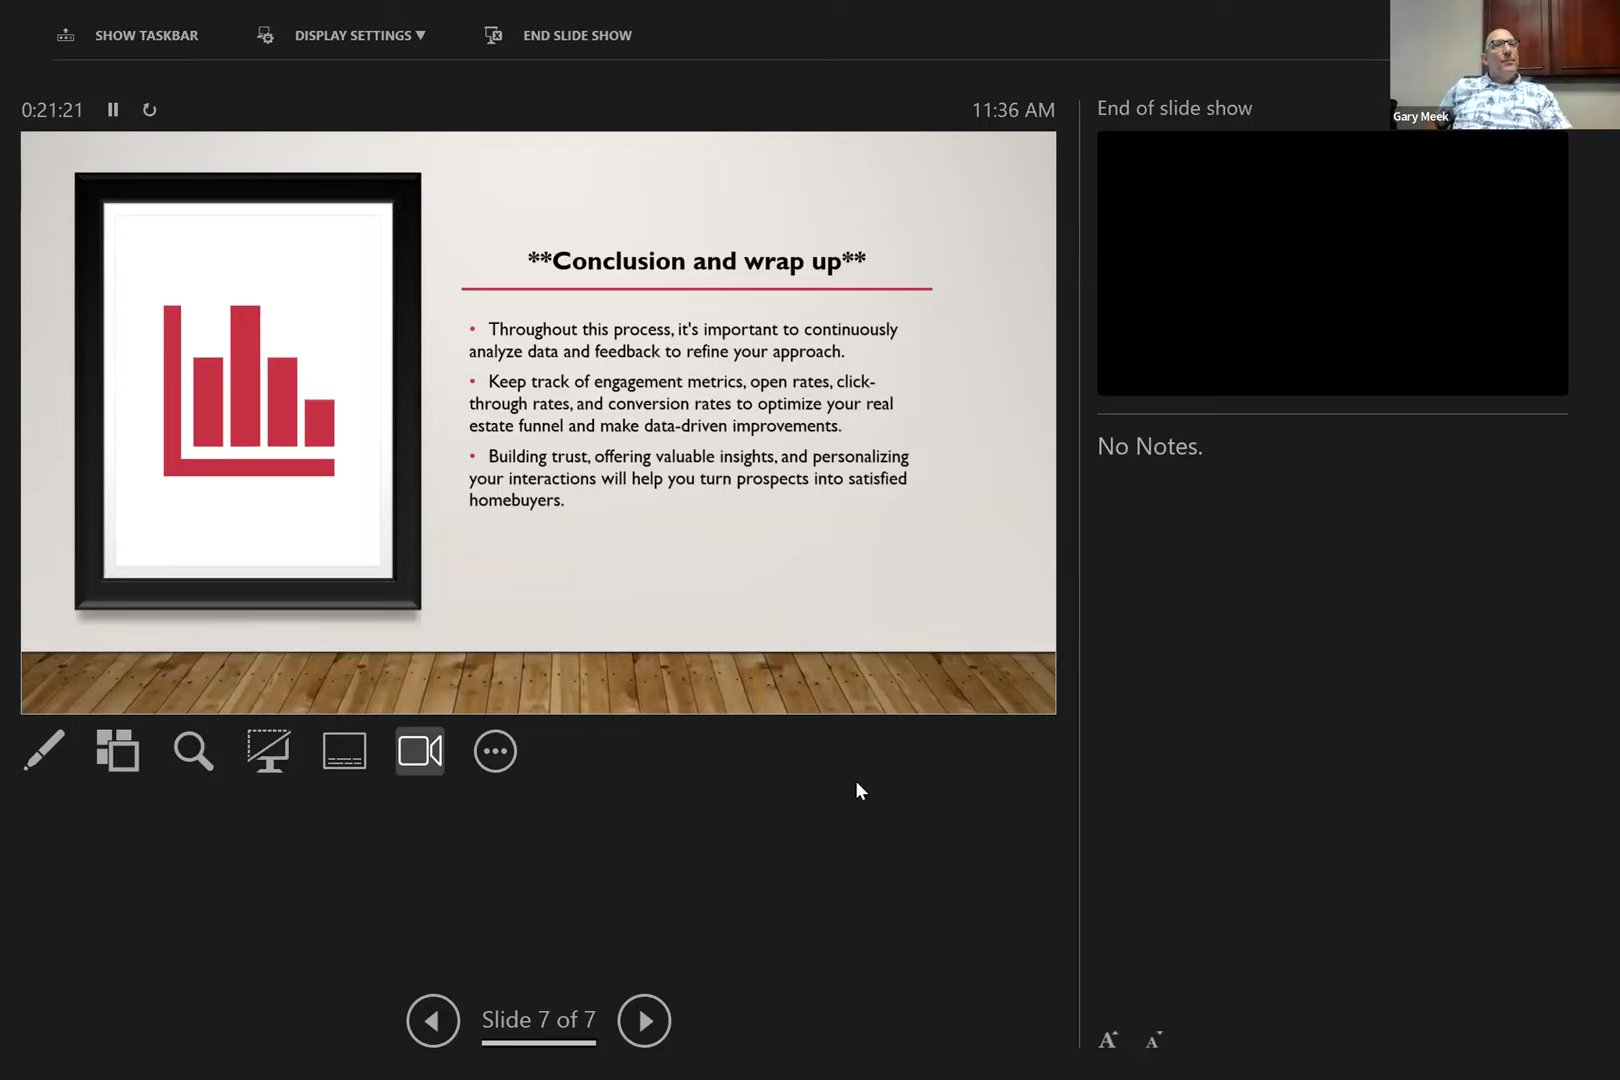 SHOW TASKBAR
DISPLAY SETTINGS ▼
END SLIDE SHOW
Gary Meek
0:21:21
11:36 AM
End of slide show
**Conclusion and wrap up**
• Throughout this process, it's important to continuously
analyze data and feedback to refine your approach.
• Keep track of engagement metrics, open rates, click-
through rates, and conversion rates to optimize your real
estate funnel and make data-driven improvements.
• Building trust, offering valuable insights, and personalizing
your interactions will help you turn prospects into satisfied
homebuyers.
No Notes.
Slide 7 of 7
A A